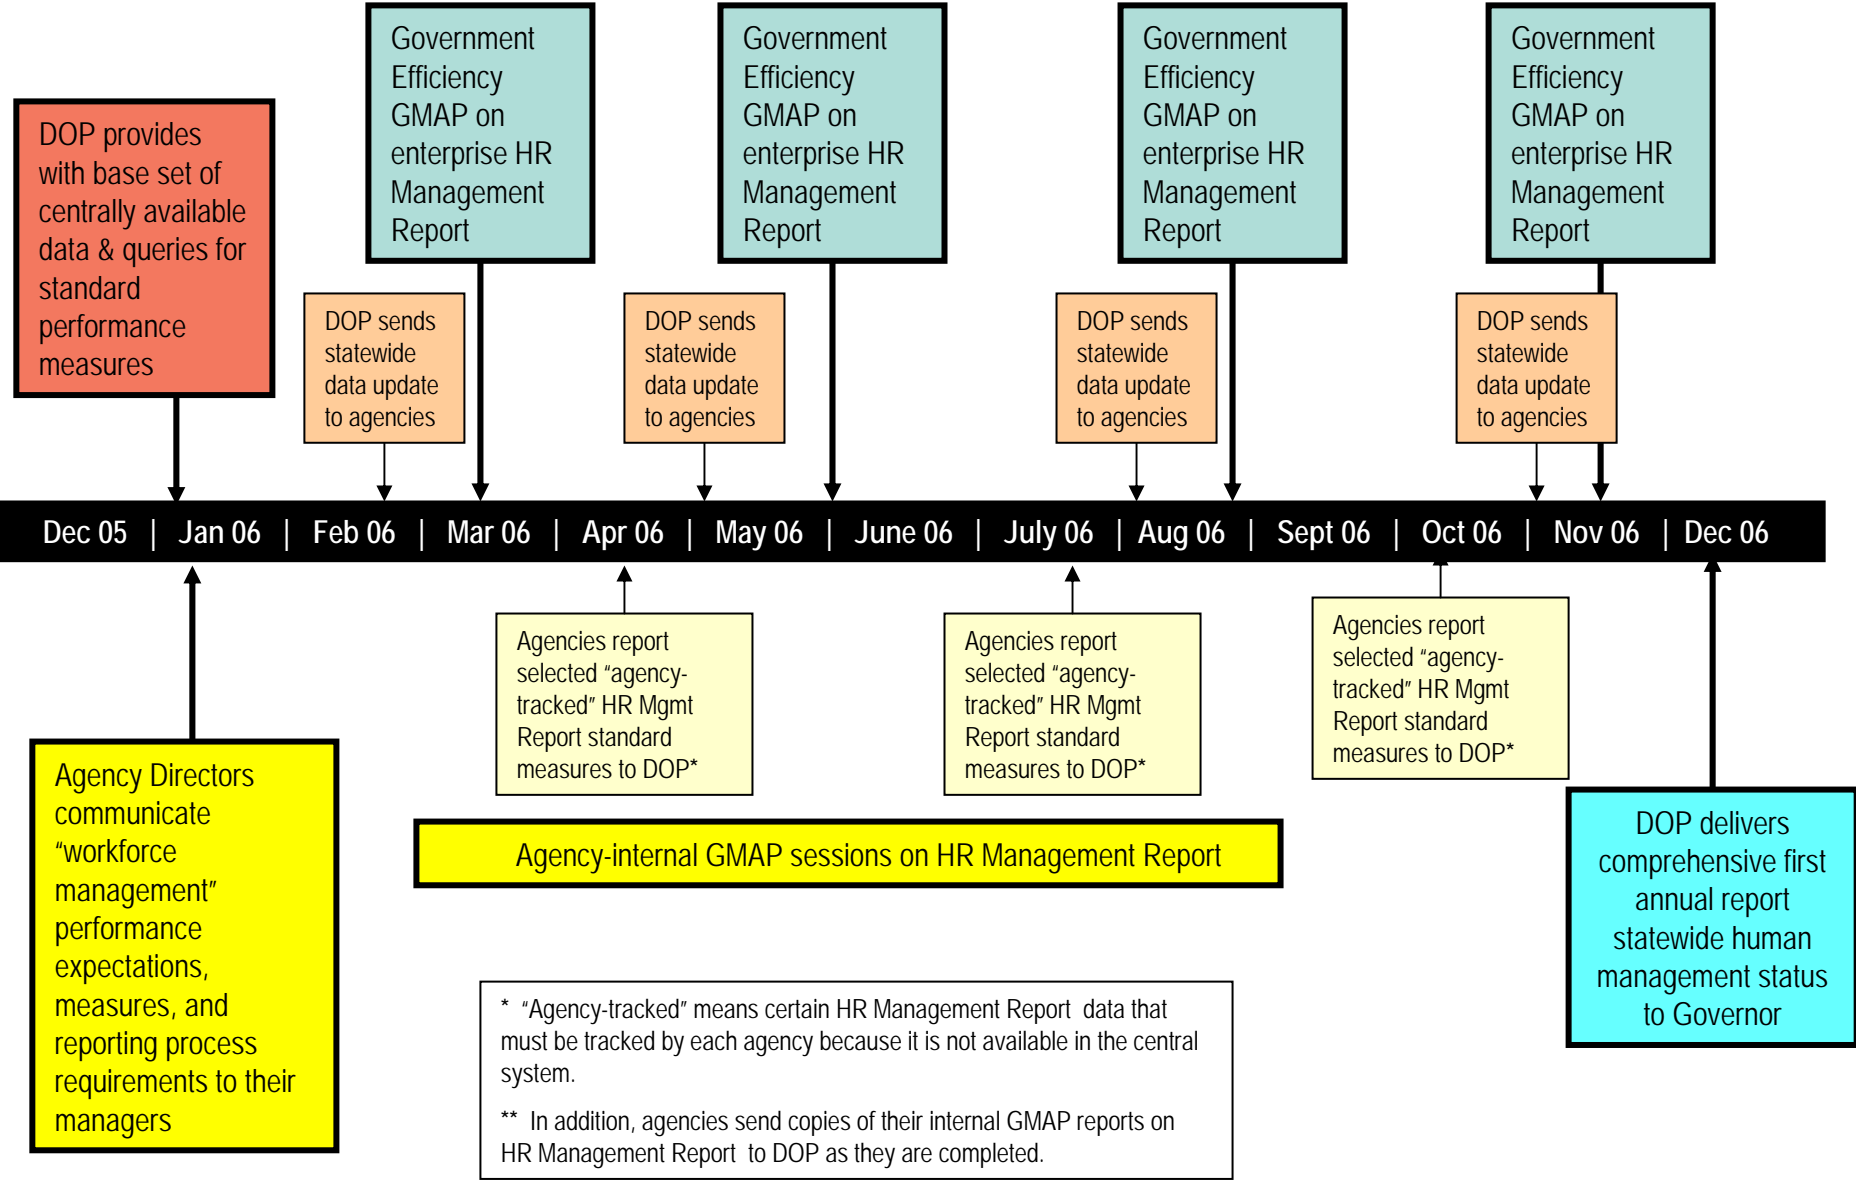 Government
Efficiency
GMAP on
enterprise HR
Management
Report
Government
Efficiency
GMAP on
enterprise HR
Management
Report
Government
Efficiency
GMAP on
enterprise HR
Management
Report
Government
Efficiency
GMAP on
enterprise HR
Management
Report
DOP provides
with base set of
centrally available
data & queries for
standard
performance
measures
DOP sends
statewide
data update
to agencies
DOP sends
statewide
data update
to agencies
DOP sends
statewide
data update
to agencies
DOP sends
statewide
data update
to agencies
Dec 05 | Jan 06 | Feb 06 | Mar 06 | Apr 06 | May 06 | June 06 | July 06 | Aug 06 | Sept 06 | Oct 06 | Nov 06 | Dec 06
Agencies report
selected “agency-
tracked” HR Mgmt
Report standard
measures to DOP*
Agencies report
selected “agency-
tracked” HR Mgmt
Report standard
measures to DOP*
Agencies report
selected “agency-
tracked” HR Mgmt
Report standard
measures to DOP*
Agency Directors
communicate
“workforce
management”
performance
expectations,
measures, and
reporting process
requirements to their
managers
Agency-internal GMAP sessions on HR Management Report
DOP delivers
comprehensive first
annual report
statewide human
management status
to Governor
* “Agency-tracked” means certain HR Management Report data that
must be tracked by each agency because it is not available in the central
system.
** In addition, agencies send copies of their internal GMAP reports on
HR Management Report to DOP as they are completed.